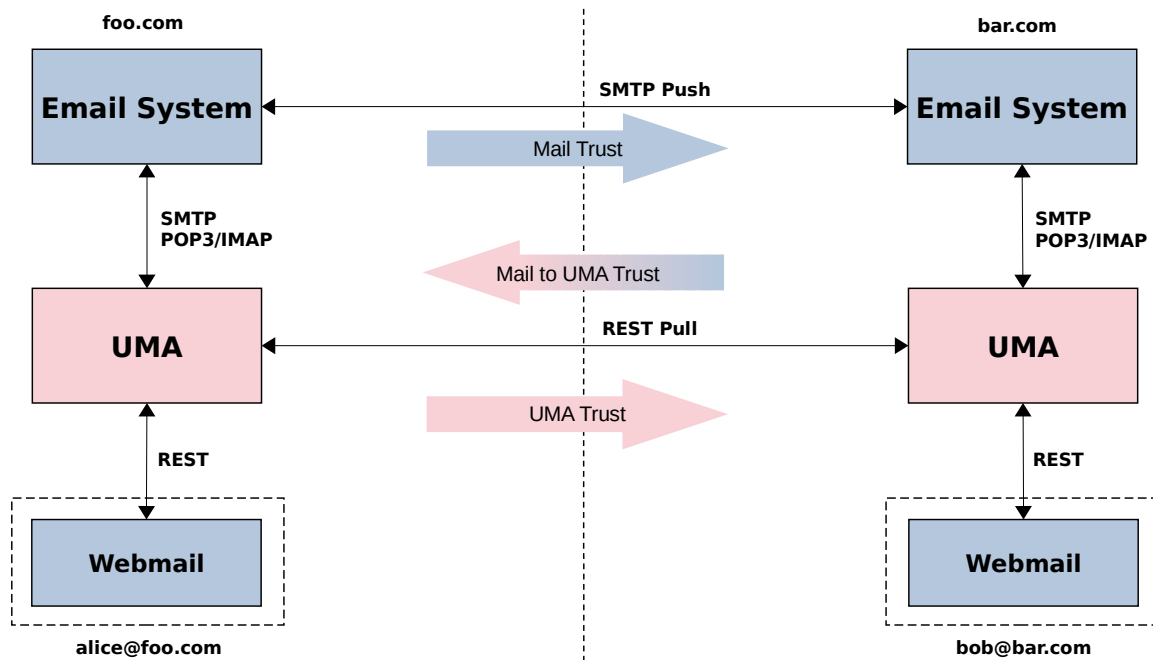 foo.com
bar.com
Email System
SMTP Push
Email System
Mail Trust
SMTP
POP3/IMAP
SMTP
POP3/IMAP
Mail to UMA Trust
UMA
REST Pull
UMA
UMA Trust
REST
REST
Webmail
Webmail
alice@foo.com
bob@bar.com